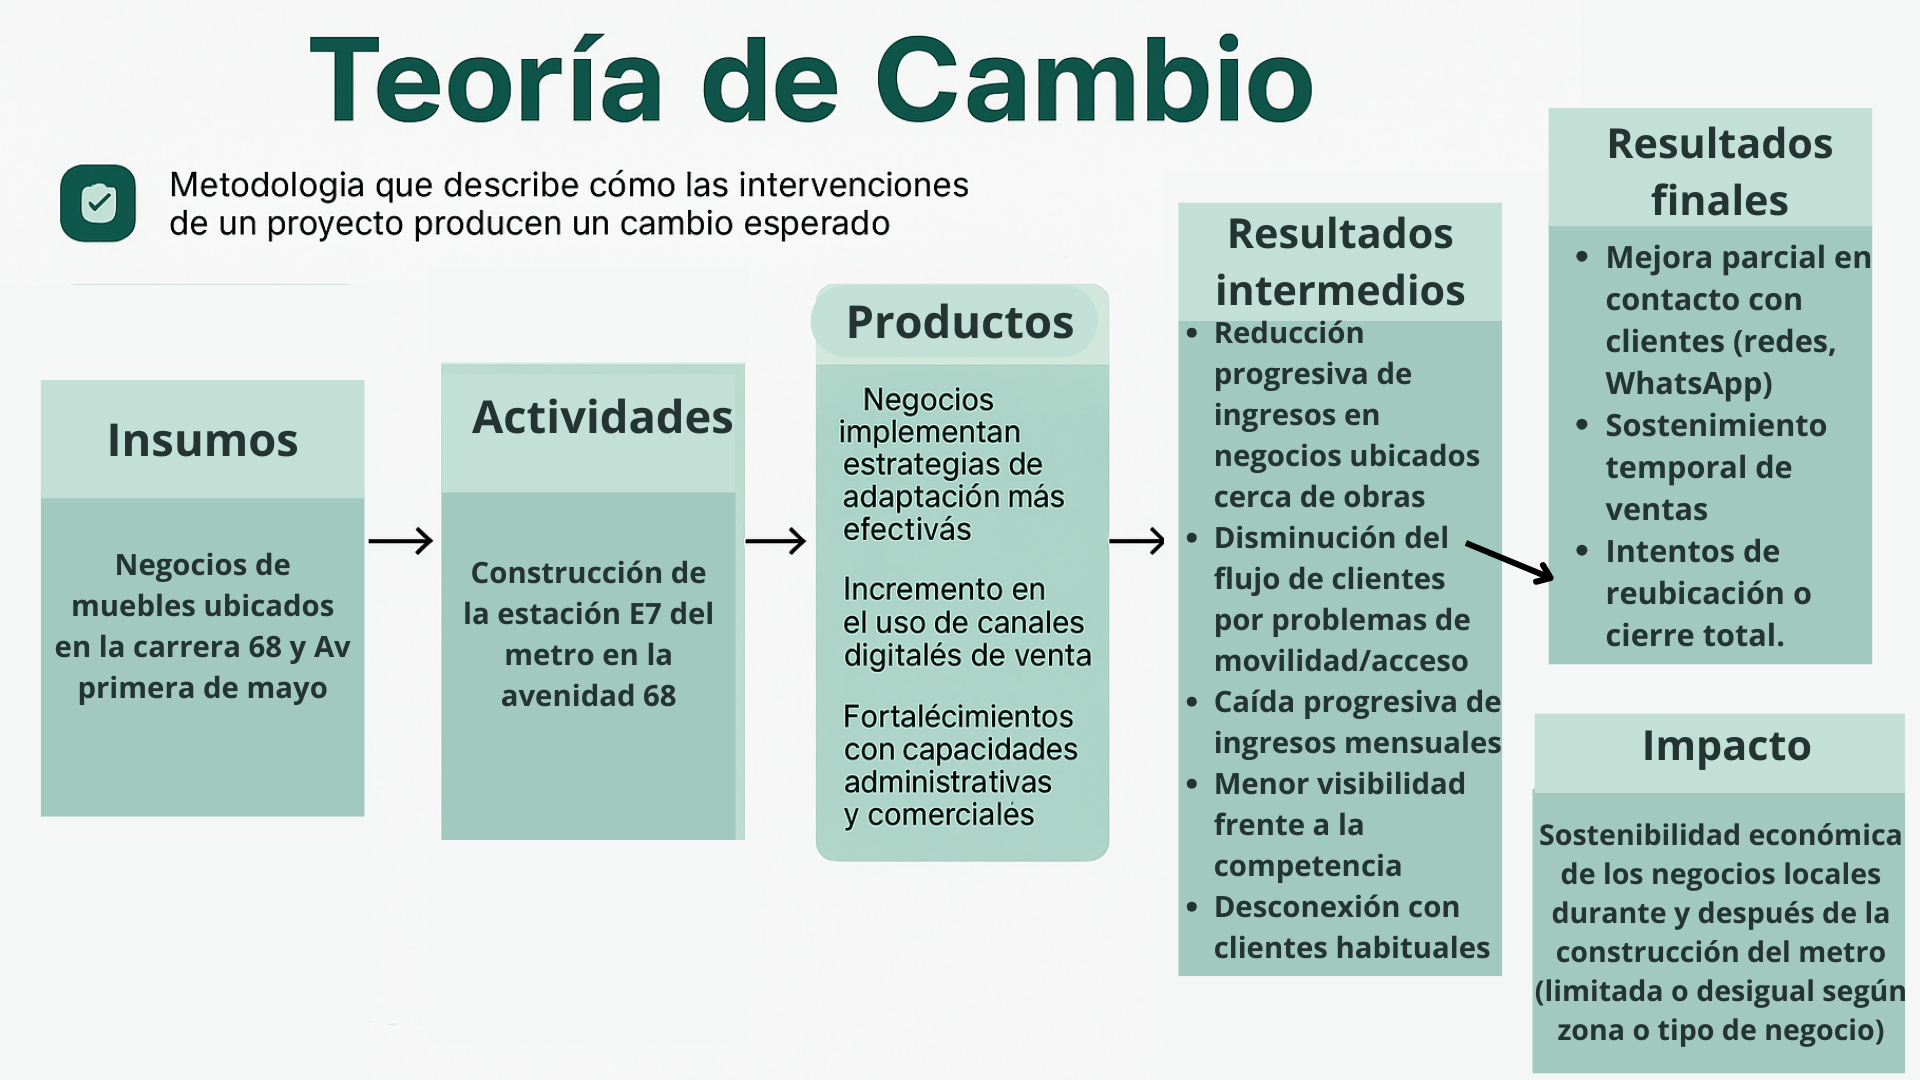 Teoría de Cambio
Metodologia que describe cómo las intervenciones
de un proyecto producen un cambio esperado
Insumos
Negocios de
muebles ubicados
en la carrera 68 y Av
primera de mayo
Actividades
Construcción de
la estación E7 del
metro en la
avenidad 68
Productos
Negocios
implementan
estrategias de
adaptación más
efectivás
Incremento en
el uso de canales
digitalés de venta
Fortalécimientos
con capacidades
administrativas
y comercialés
Resultados
intermedios
• Reducción
progresiva de
ingresos en
negocios ubicados
cerca de obras
• Disminución del
flujo de clientes
por problemas de
movilidad/acceso
• Caída progresiva de
ingresos mensuales
• Menor visibilidad
frente a la
competencia
• Desconexión con
clientes habituales
Resultados
finales
• Mejora parcial en
contacto con
clientes (redes,
WhatsApp)
• Sostenimiento
temporal de
ventas
• Intentos de
reubicación o
cierre total.
Impacto
Sostenibilidad económica
de los negocios locales
durante y después de la
construcción del metro
(limitada o desigual según
zona o tipo de negocio)